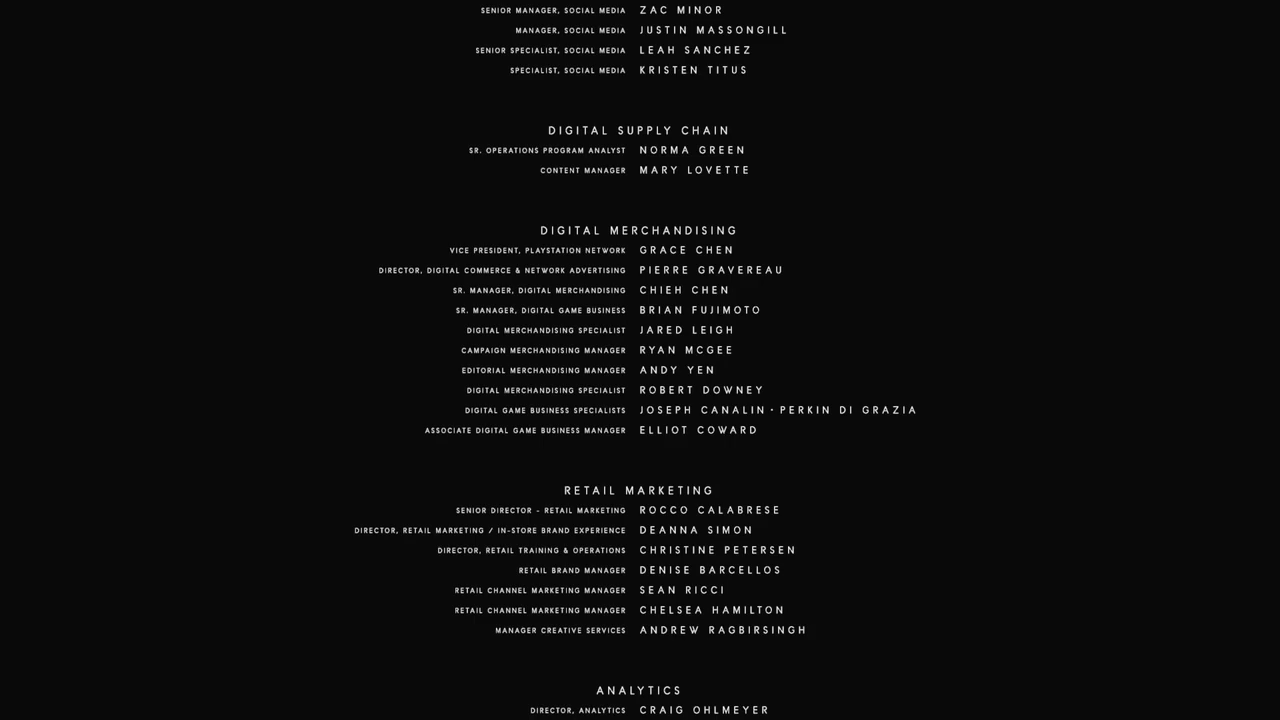 SENIOR MANAGER, SOCIAL MEDIA ZAC MINOR
MANAGER, SOCIAL MEDIA JUSTIN MASSONGILL
SENIOR SPECIALIST, SOCIAL MEDIA LEAH SANCHEZ
SPECIALIST, SOCIAL MEDIA KRISTEN TITUS
DIGITAL SUPPLY CHAIN
SR. OPERATIONS PROGRAM ANALYST NORMA GREEN
CONTENT MANAGER MARY LOVETTE
DIGITAL MERCHANDISING
VICE PRESIDENT, PLAYSTATION NETWORK GRACE CHEN
DIRECTOR, DIGITAL COMMERCE & NETWORK ADVERTISING PIERRE GRAVEREAU
SR. MANAGER, DIGITAL MERCHANDISING CHIEH CHEN
SR. MANAGER, DIGITAL GAME BUSINESS BRIAN FUJIMOTO
DIGITAL MERCHANDISING SPECIALIST JARED LEIGH
CAMPAIGN MERCHANDISING MANAGER RYAN MCGEE
EDITORIAL MERCHANDISING MANAGER ANDY YEN
DIGITAL MERCHANDISING SPECIALIST ROBERT DOWNEY
DIGITAL GAME BUSINESS SPECIALISTS JOSEPH CANALIN · PERKIN DI GRAZIA
ASSOCIATE DIGITAL GAME BUSINESS MANAGER ELLIOT COWARD
RETAIL MARKETING
SENIOR DIRECTOR - RETAIL MARKETING ROCCO CALABRESE
DIRECTOR, RETAIL MARKETING / IN-STORE BRAND EXPERIENCE DEANNA SIMON
DIRECTOR, RETAIL TRAINING & OPERATIONS CHRISTINE PETERSEN
RETAIL BRAND MANAGER DENISE BARCELLOS
RETAIL CHANNEL MARKETING MANAGER SEAN RICCI
RETAIL CHANNEL MARKETING MANAGER CHELSEA HAMILTON
MANAGER CREATIVE SERVICES ANDREW RAGBIRSINGH
ANALYTICS
DIRECTOR, ANALYTICS CRAIG OHLMEYER